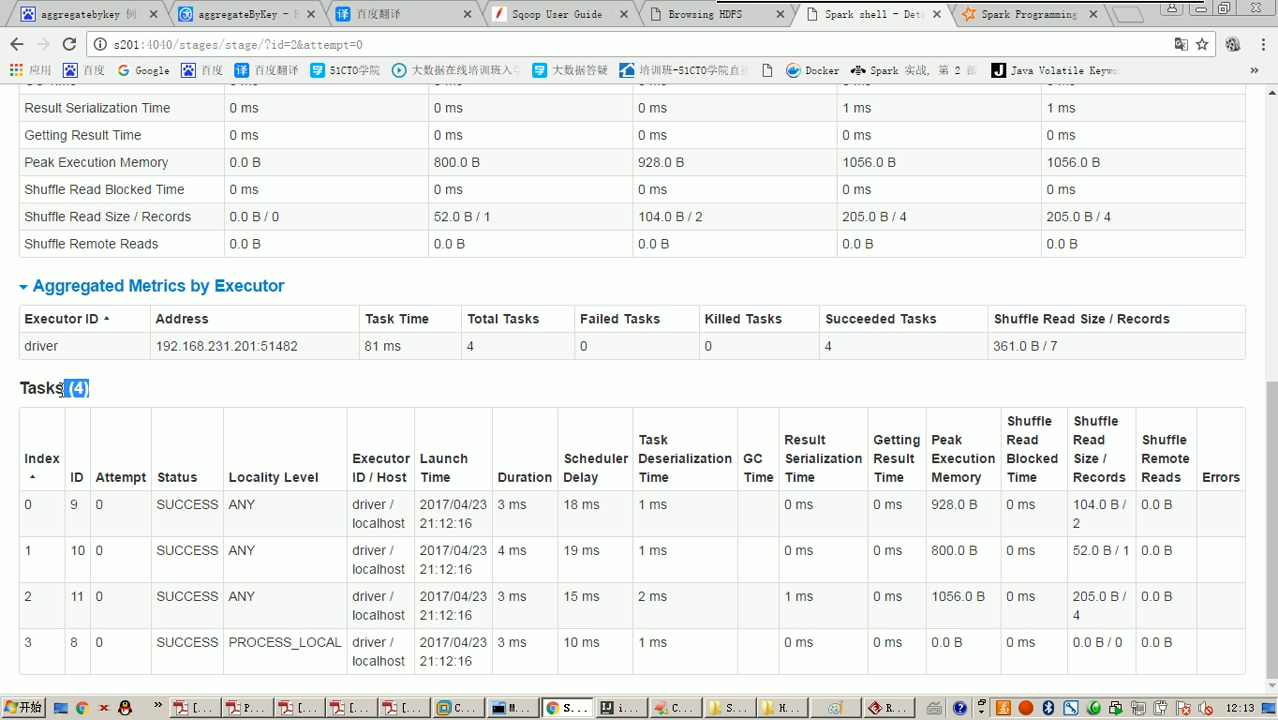 aggregatebykey 例
aggregateByKey - H
百度翻译
Sqoop User Guide
Browsing HDFS
Spark shell - Deta
Spark Programming
s201:4040/stages/stage/?id=2&attempt=0
应用 百度 Google 百度 百度翻译 51CTO学院 大数据在线培训班入学 大数据答疑 培训班-51CTO学院直 Docker Spark 实战, 第 2 部 Java Volatile Keywo »
Result Serialization Time 0 ms 0 ms 0 ms 1 ms 1 ms
Getting Result Time 0 ms 0 ms 0 ms 0 ms 0 ms
Peak Execution Memory 0.0 B 800.0 B 928.0 B 1056.0 B 1056.0 B
Shuffle Read Blocked Time 0 ms 0 ms 0 ms 0 ms 0 ms
Shuffle Read Size / Records 0.0 B / 0 52.0 B / 1 104.0 B / 2 205.0 B / 4 205.0 B / 4
Shuffle Remote Reads 0.0 B 0.0 B 0.0 B 0.0 B 0.0 B
Aggregated Metrics by Executor
Executor ID Address Task Time Total Tasks Failed Tasks Killed Tasks Succeeded Tasks Shuffle Read Size / Records
driver 192.168.231.201:51482 81 ms 4 0 0 4 361.0 B / 7
Tasks (4)
Index ID Attempt Status Locality Level Executor ID / Host Launch Time Duration Scheduler Delay Task Deserialization Time GC Time Result Serialization Time Getting Result Time Peak Execution Memory Shuffle Read Blocked Time Shuffle Read Size / Records Shuffle Remote Reads Errors
0 9 0 SUCCESS ANY driver / localhost 2017/04/23 21:12:16 3 ms 18 ms 1 ms 0 ms 0 ms 928.0 B 0 ms 104.0 B / 2 0.0 B
1 10 0 SUCCESS ANY driver / localhost 2017/04/23 21:12:16 4 ms 19 ms 1 ms 0 ms 0 ms 800.0 B 0 ms 52.0 B / 1 0.0 B
2 11 0 SUCCESS ANY driver / localhost 2017/04/23 21:12:16 3 ms 15 ms 2 ms 1 ms 0 ms 1056.0 B 0 ms 205.0 B / 4 0.0 B
3 8 0 SUCCESS PROCESS_LOCAL driver / localhost 2017/04/23 21:12:16 3 ms 10 ms 1 ms 0 ms 0 ms 0.0 B 0 ms 0.0 B / 0 0.0 B
开始 » [... P... [... [... [... C... M... S... i... C... S... H... R... 12:13